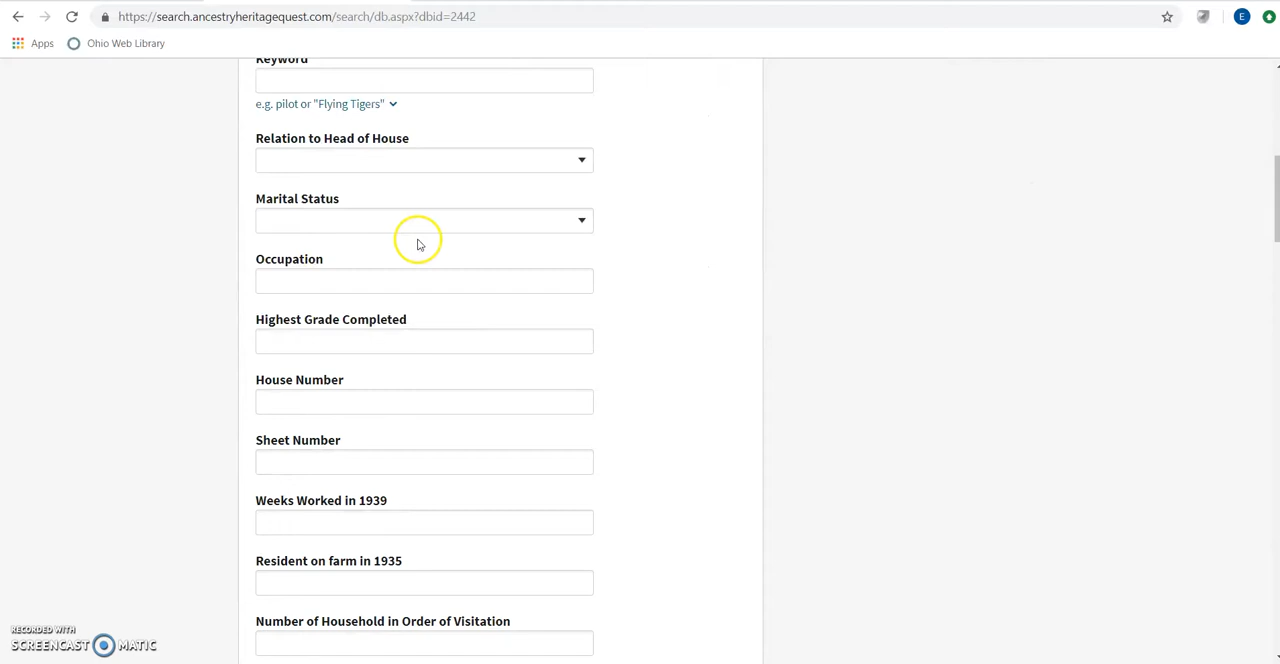 https://search.ancestryheritagequest.com/search/db.aspx?dbid=2442
E
Apps
Ohio Web Library
Keyword
e.g. pilot or "Flying Tigers"
Relation to Head of House
Marital Status
Occupation
Highest Grade Completed
House Number
Sheet Number
Weeks Worked in 1939
Resident on farm in 1935
Number of Household in Order of Visitation
RECORDED WITH
SCREENCAST MATIC